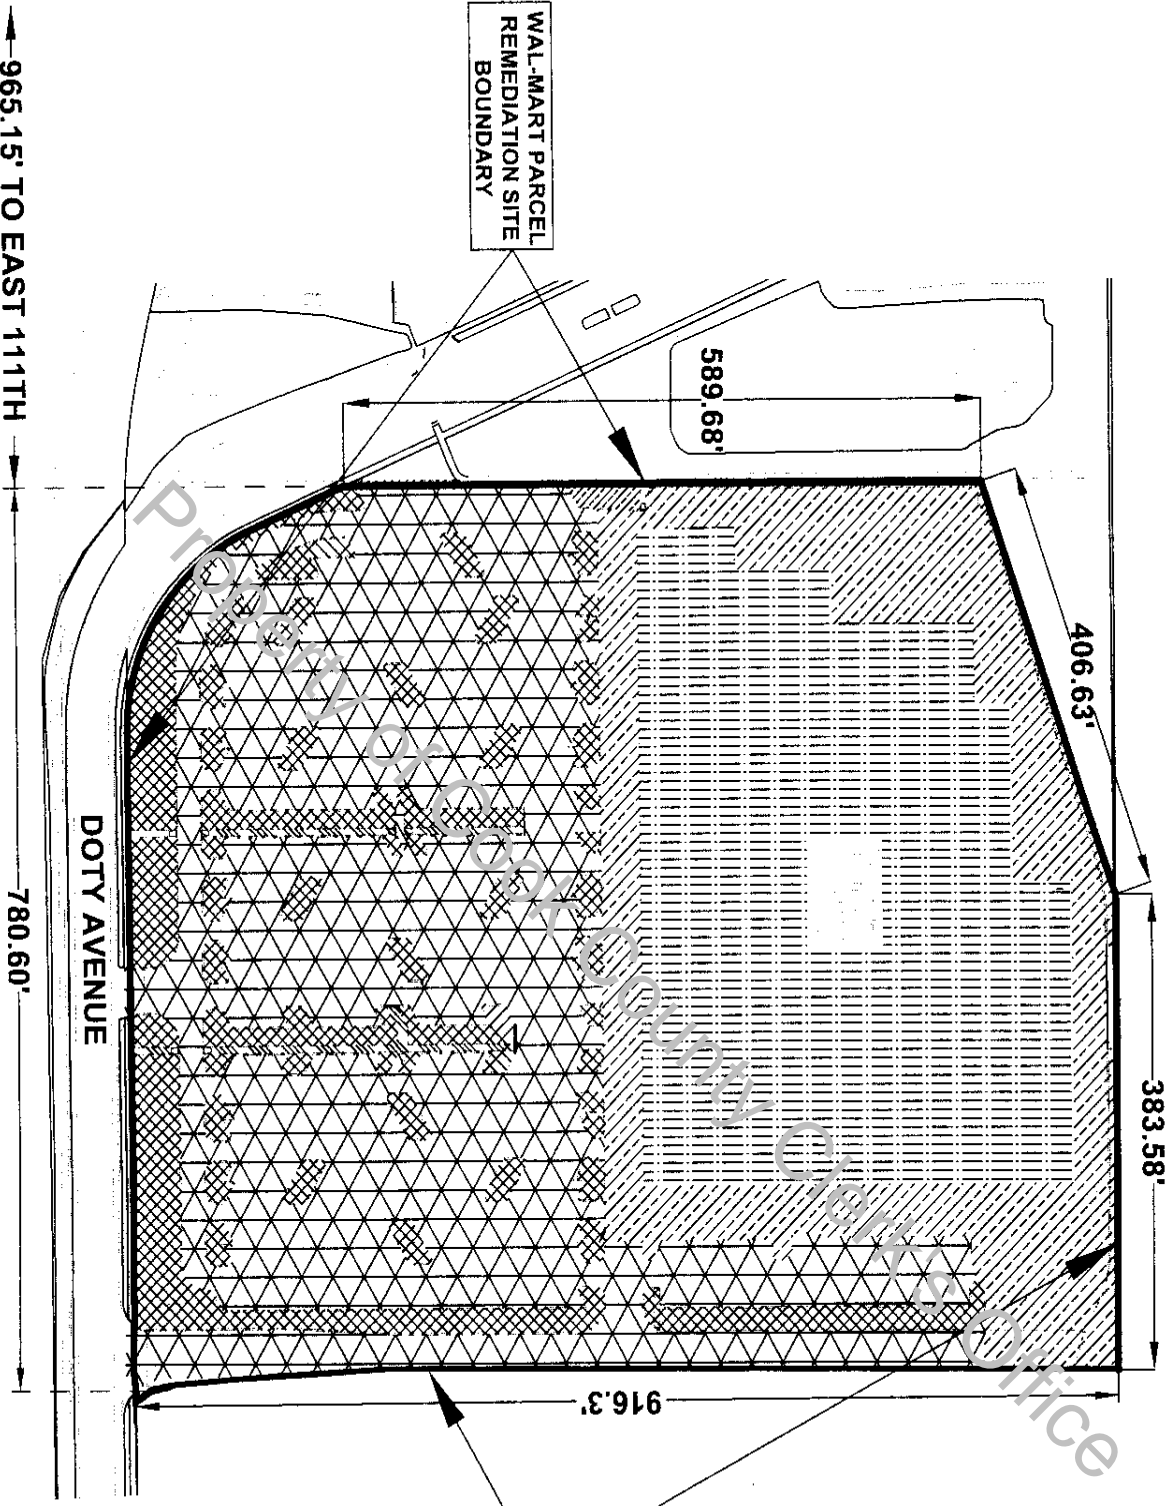 WAL-MART PARCEL
REMEDIATION SITE
BOUNDARY
965.15' TO EAST 111TH
589.68'
406.63'
383.58'
780.60'
916.3'
DOTY AVENUE
Property of Cook County Clerk's Office